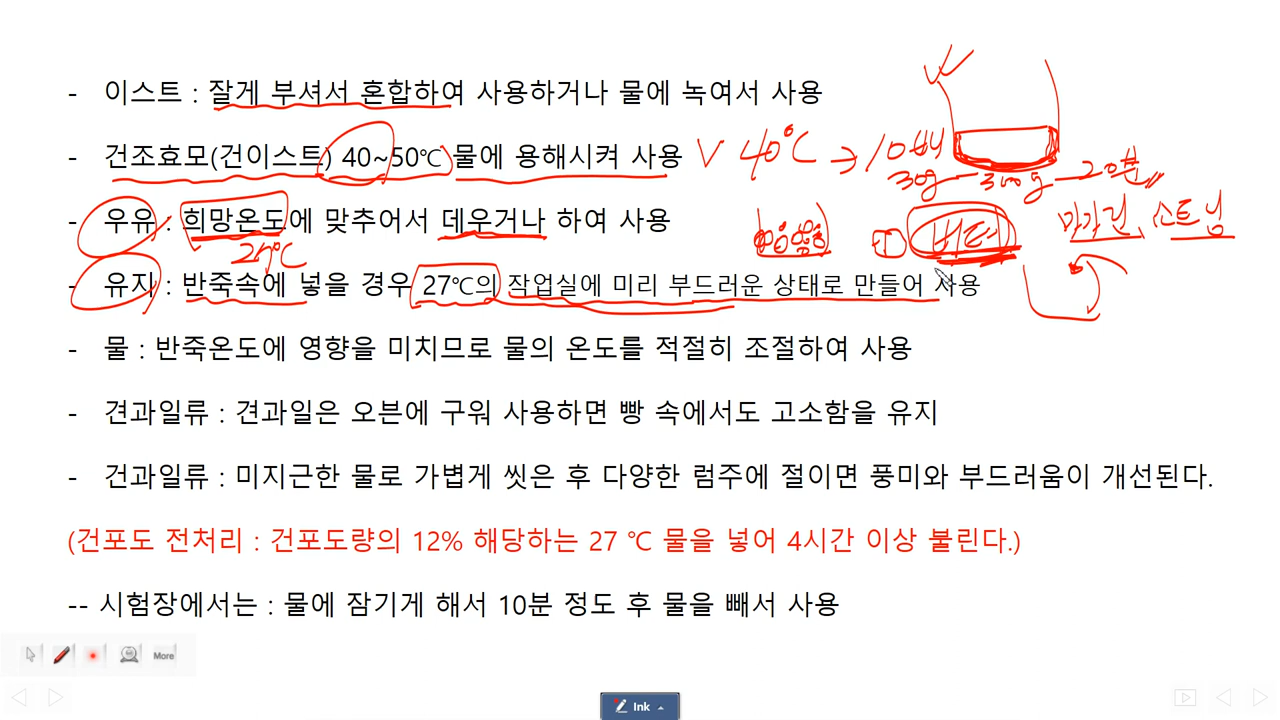 - 이스트 : 잘게 부셔서 혼합하여 사용하거나 물에 녹여서 사용
- 건조효모(건이스트) 40~50℃ 물에 용해시켜 사용 V 40℃ → 10배
30g - 300g - 20분
- 우유 : 희망온도에 맞추어서 데우거나 하여 사용
27℃ 버터 마가린, 쇼트닝
- 유지 : 반죽속에 넣을 경우 27℃의 작업실에 미리 부드러운 상태로 만들어 사용
- 물 : 반죽온도에 영향을 미치므로 물의 온도를 적절히 조절하여 사용
- 견과일류 : 견과일은 오븐에 구워 사용하면 빵 속에서도 고소함을 유지
- 건과일류 : 미지근한 물로 가볍게 씻은 후 다양한 럼주에 절이면 풍미와 부드러움이 개선된다.
(건포도 전처리 : 건포도량의 12% 해당하는 27 ℃ 물을 넣어 4시간 이상 불린다.)
-- 시험장에서는 : 물에 잠기게 해서 10분 정도 후 물을 빼서 사용
More
Ink